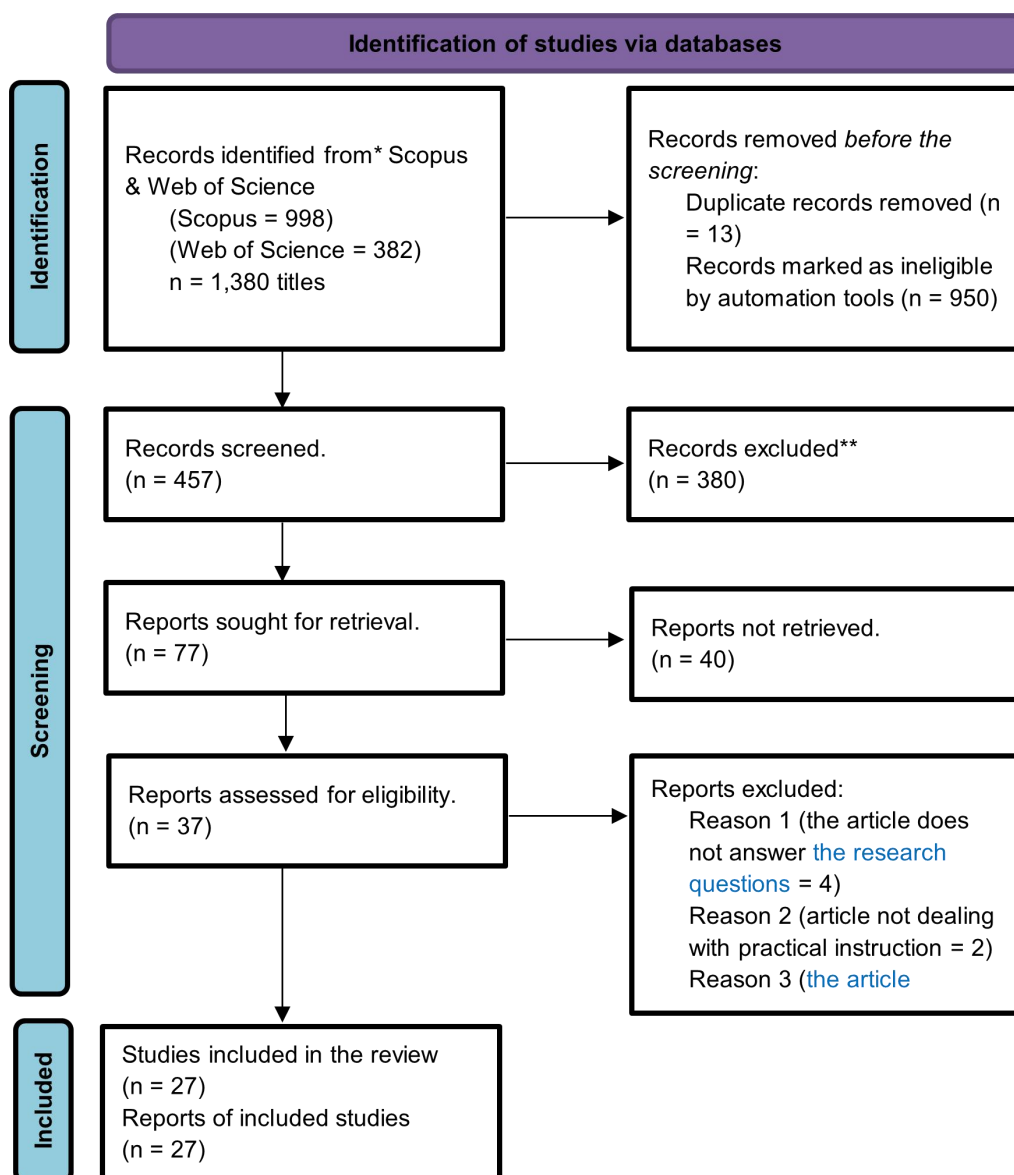 Identification of studies via databases
Identification
Records identified from* Scopus
& Web of Science
(Scopus = 998)
(Web of Science = 382)
n = 1,380 titles
Records removed before the
screening:
Duplicate records removed (n
= 13)
Records marked as ineligible
by automation tools (n = 950)
Screening
Records screened.
(n = 457)
Records excluded**
(n = 380)
Reports sought for retrieval.
(n = 77)
Reports not retrieved.
(n = 40)
Reports assessed for eligibility.
(n = 37)
Reports excluded:
Reason 1 (the article does
not answer the research
questions = 4)
Reason 2 (article not dealing
with practical instruction = 2)
Reason 3 (the article
Included
Studies included in the review
(n = 27)
Reports of included studies
(n = 27)